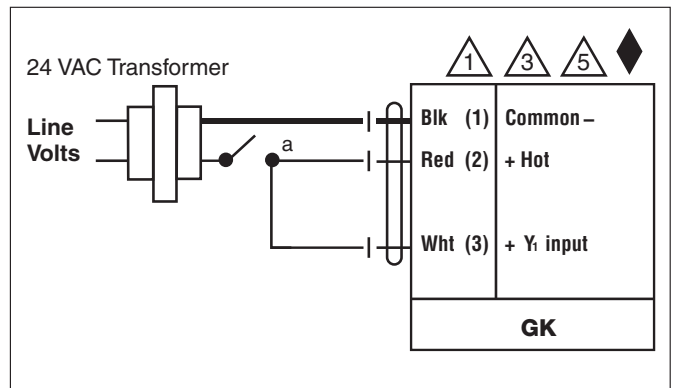 1 3 5
24 VAC Transformer
Line
Volts
a
Blk (1) Common –
Red (2) + Hot
Wht (3) + Y1 input
GK